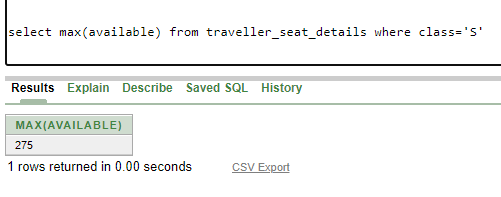 select max(available) from traveller_seat_details where class='S'
Results Explain Describe Saved SQL History
MAX(AVAILABLE)
275
1 rows returned in 0.00 seconds CSV Export